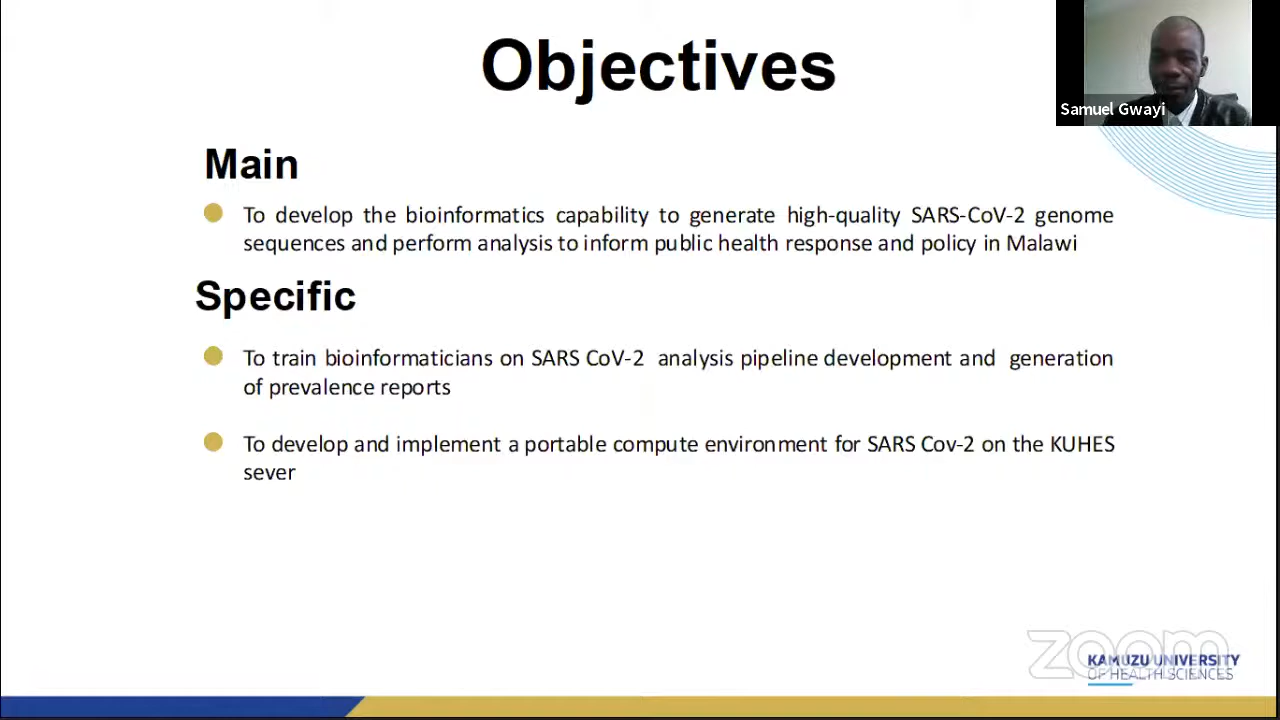 Objectives
Samuel Gwayi
Main
To develop the bioinformatics capability to generate high-quality SARS-CoV-2 genome
sequences and perform analysis to inform public health response and policy in Malawi
Specific
To train bioinformaticians on SARS CoV-2 analysis pipeline development and generation
of prevalence reports
To develop and implement a portable compute environment for SARS Cov-2 on the KUHES
sever
zoom
KAMUZU UNIVERSITY
OF HEALTH SCIENCES